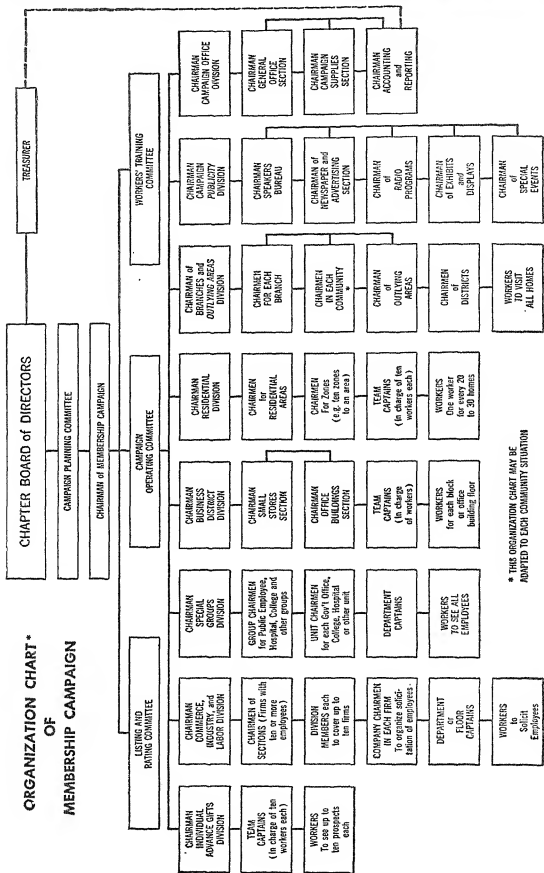 ORGANIZATION CHART*
OF
MEMBERSHIP CAMPAIGN
CHAPTER BOARD of DIRECTORS
TREASURER
CAMPAIGN PLANNING COMMITTEE
CHAIRMAN of MEMBERSHIP CAMPAIGN
LISTING AND
RATING COMMITTEE
CAMPAIGN
OPERATING COMMITTEE
WORKERS' TRAINING
COMMITTEE
CHAIRMAN
INDIVIDUAL
ADVANCE GIFTS
DIVISION
TEAM
CAPTAINS
(In charge of ten
workers each)
WORKERS
To see up to
ten prospects
each
CHAIRMAN
COMMERCE,
INDUSTRY, and
LABOR DIVISION
CHAIRMEN of
SECTIONS (Firms with
ten or more
employees)
DIVISION
MEMBERS each
to cover up to
ten firms
COMPANY CHAIRMEN
IN EACH FIRM
To organize solici-
tation of employees
DEPARTMENT
or
FLOOR
CAPTAINS
WORKERS
to
Solicit
Employees
CHAIRMAN
SPECIAL
GROUPS
DIVISION
GROUP CHAIRMEN
for Public Employee,
Hospital, College and
other groups
UNIT CHAIRMEN
for each Gov't Office,
College, Hospital
or other unit
DEPARTMENT
CAPTAINS
WORKERS
TO SEE ALL
EMPLOYEES
CHAIRMAN
BUSINESS
DISTRICT
DIVISION
CHAIRMAN
SMALL
STORES
SECTION
CHAIRMAN
OFFICE
BUILDINGS
SECTION
TEAM
CAPTAINS
(In charge
of workers)
WORKERS
for each block
or office
building floor
CHAIRMAN
RESIDENTIAL
DIVISION
CHAIRMEN
for
RESIDENTIAL
AREAS
CHAIRMEN
For Zones
(e.g. ten zones
to an area)
TEAM
CAPTAINS
(In charge of ten
workers each)
WORKERS
One worker
for every 20
to 30 homes
CHAIRMAN of
BRANCHES and
OUTLYING AREAS
DIVISION
CHAIRMEN
FOR EACH
BRANCH
CHAIRMEN
IN EACH
COMMUNITY
*
CHAIRMAN
of
OUTLYING
AREAS
CHAIRMEN
of
DISTRICTS
WORKERS
TO VISIT
ALL HOMES
CHAIRMAN
CAMPAIGN
PUBLICITY
DIVISION
CHAIRMAN
SPEAKERS
BUREAU
CHAIRMAN of
NEWSPAPER and
ADVERTISING
SECTION
CHAIRMAN
of
RADIO
PROGRAMS
CHAIRMAN
of EXHIBITS
and
DISPLAYS
CHAIRMAN
of
SPECIAL
EVENTS
CHAIRMAN
CAMPAIGN OFFICE
DIVISION
CHAIRMAN
GENERAL
OFFICE
SECTION
CHAIRMAN
CAMPAIGN
SUPPLIES
SECTION
CHAIRMAN
ACCOUNTING
and
REPORTING
* THIS ORGANIZATION CHART MAY BE
ADAPTED TO EACH COMMUNITY SITUATION